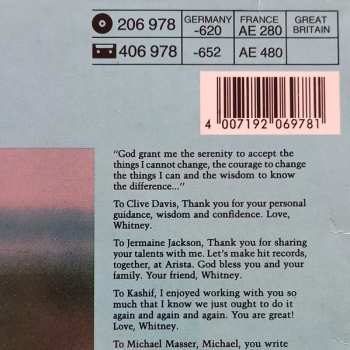 206 978 GERMANY -620 FRANCE AE 280 GREAT BRITAIN
406 978 -652 AE 480
4 007192 069781
"God grant me the serenity to accept the
things I cannot change, the courage to change
the things I can and the wisdom to know
the difference..."
To Clive Davis, Thank you for your personal
guidance, wisdom and confidence. Love,
Whitney.
To Jermaine Jackson, Thank you for sharing
your talents with me. Let's make hit records,
together, at Arista. God bless you and your
family. Your friend, Whitney.
To Kashif, I enjoyed working with you so
much that I know we just ought to do it
again and again and again. You are great!
Love, Whitney.
To Michael Masser, Michael, you write